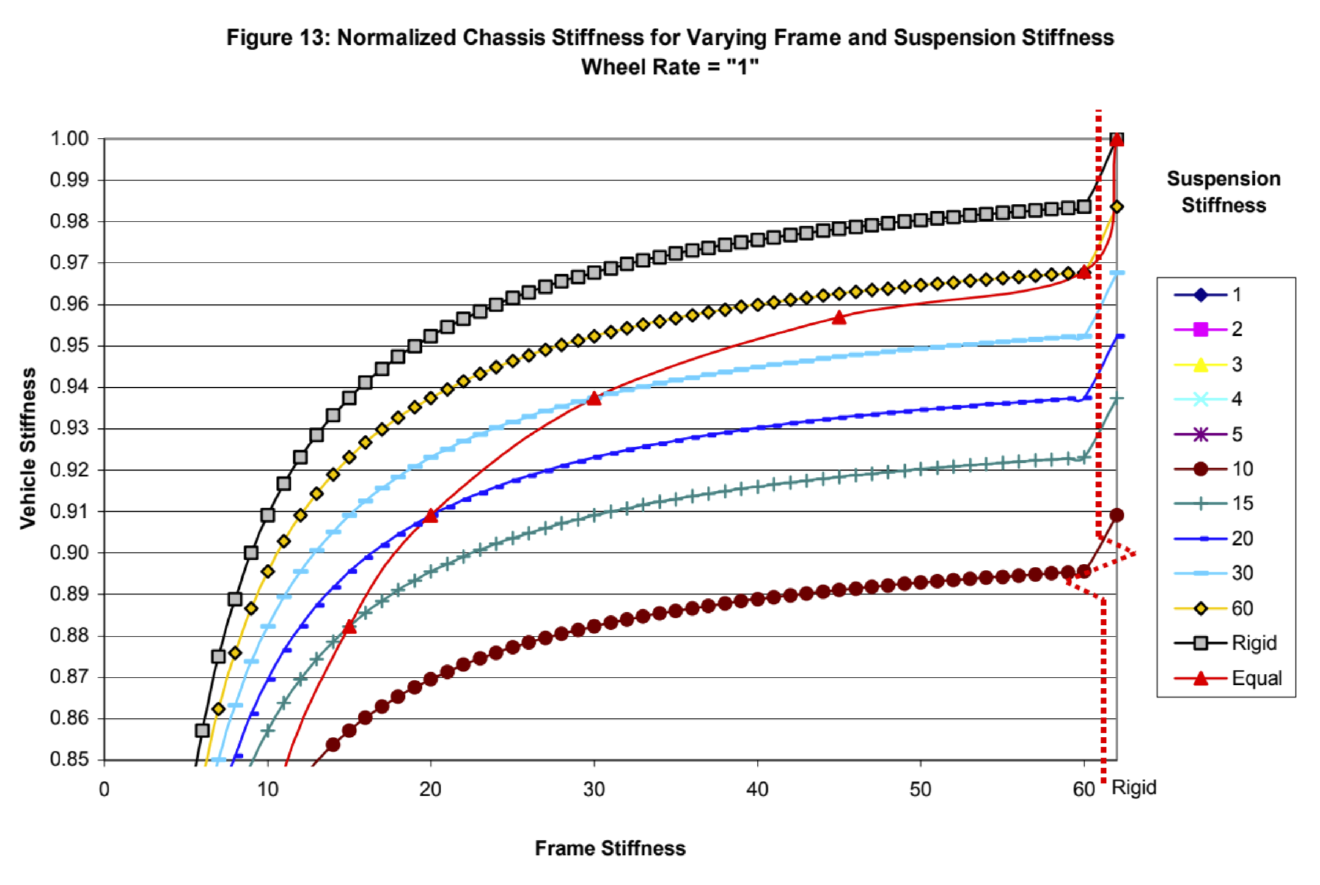 Figure 13: Normalized Chassis Stiffness for Varying Frame and Suspension Stiffness
Wheel Rate = "1"
1.00
0.99
0.98
0.97
0.96
0.95
0.94
0.93
0.92
0.91
0.90
0.89
0.88
0.87
0.86
0.85
Vehicle Stiffness
0 10 20 30 40 50 60 Rigid
Frame Stiffness
Suspension
Stiffness
1
2
3
4
5
10
15
20
30
60
Rigid
Equal